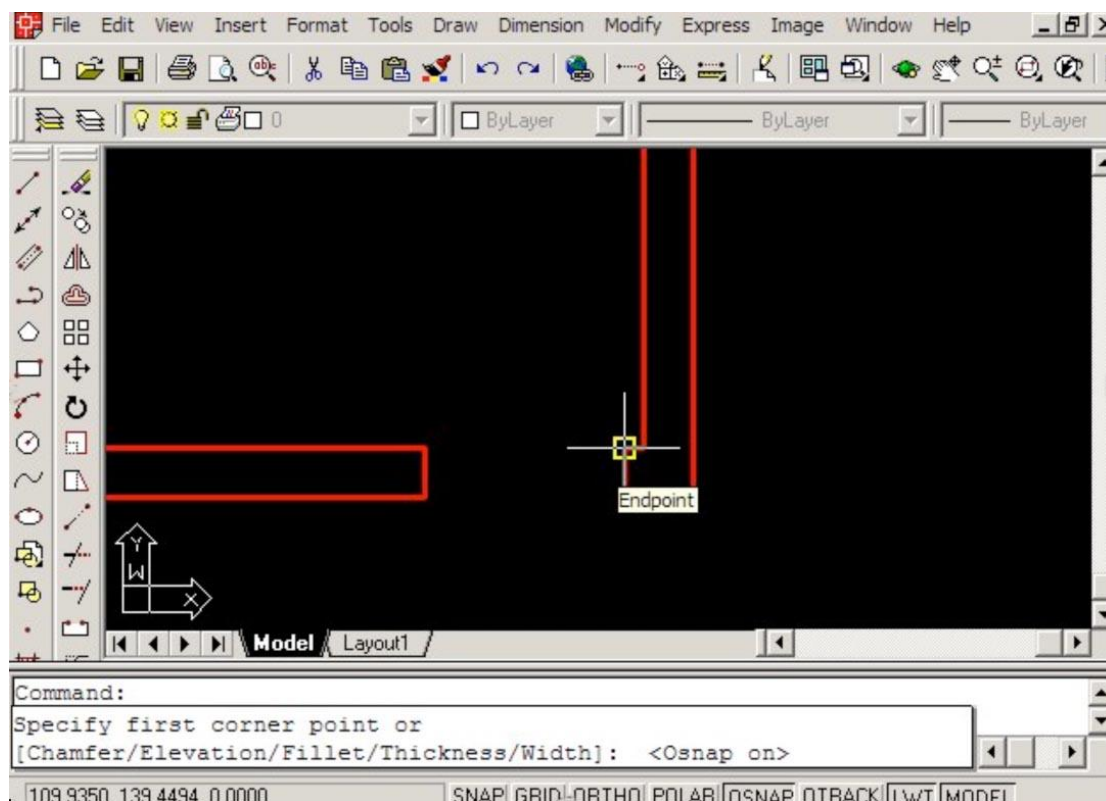 File Edit View Insert Format Tools Draw Dimension Modify Express Image Window Help
0 ByLayer ByLayer ByLayer
Endpoint
Y
W
X
Model Layout1
Command:
Specify first corner point or
[Chamfer/Elevation/Fillet/Thickness/Width]: <Osnap on>
109.9350, 139.4494, 0.0000 SNAP GRID ORTHO POLAR OSNAP OTRACK LWT MODEL